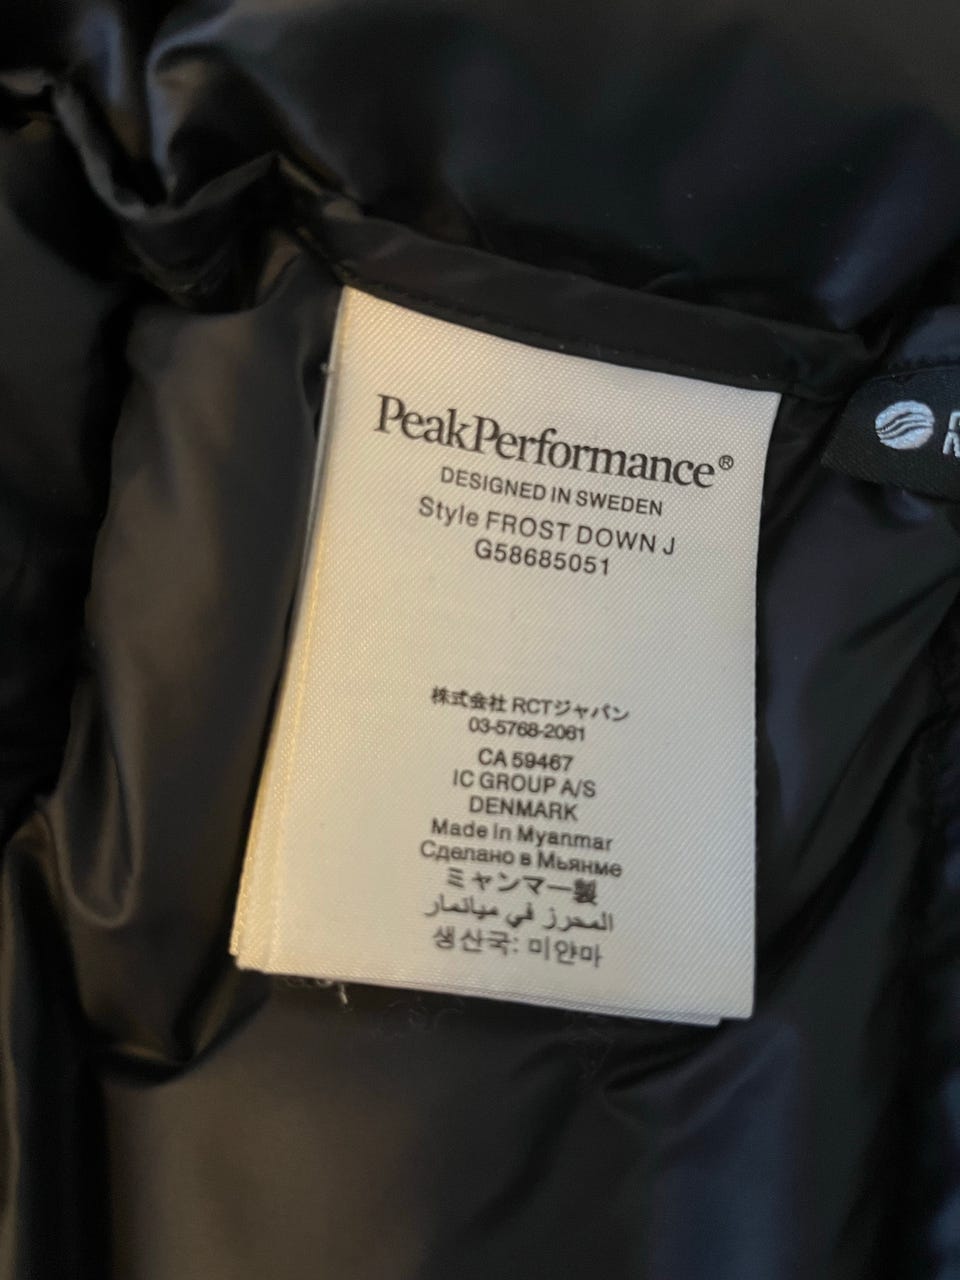 PeakPerformance®
DESIGNED IN SWEDEN
Style FROST DOWN J
G58685051
株式会社 RCTジャパン
03-5768-2061
CA 59467
IC GROUP A/S
DENMARK
Made in Myanmar
Сделано в Мьянме
ミャンマー製
المحرز في ميانمار
생산국: 미얀마